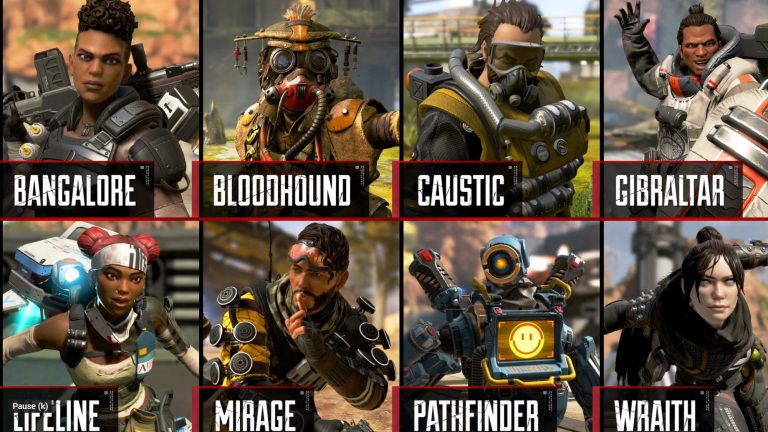 BANGALORE
BLOODHOUND
CAUSTIC
GIBRALTAR
Pause (k)
LIFELINE
MIRAGE
PATHFINDER
WRAITH